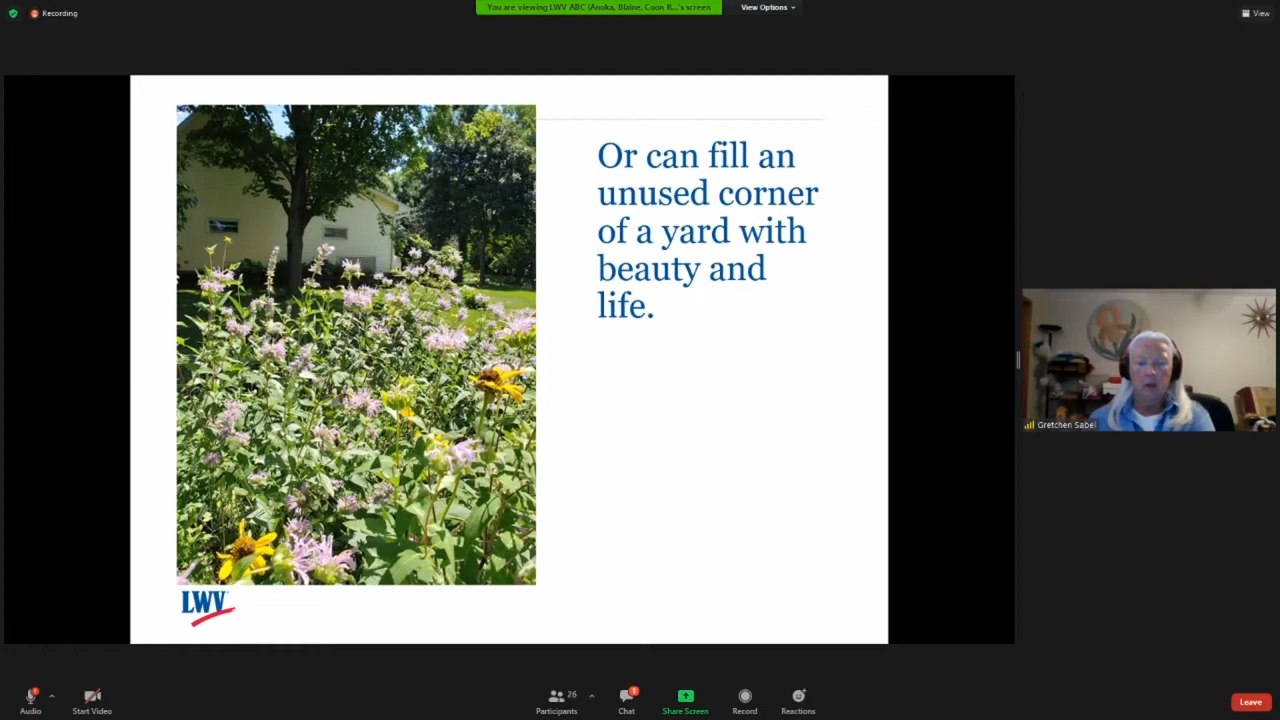 Recording
You are viewing LWV ABC (Anoka, Blaine, Coon R...'s screen
View Options
View
Or can fill an
unused corner
of a yard with
beauty and
life.
Gretchen Sabel
LWV
Audio
Start Video
26
Participants
1
Chat
Share Screen
Record
Reactions
Leave